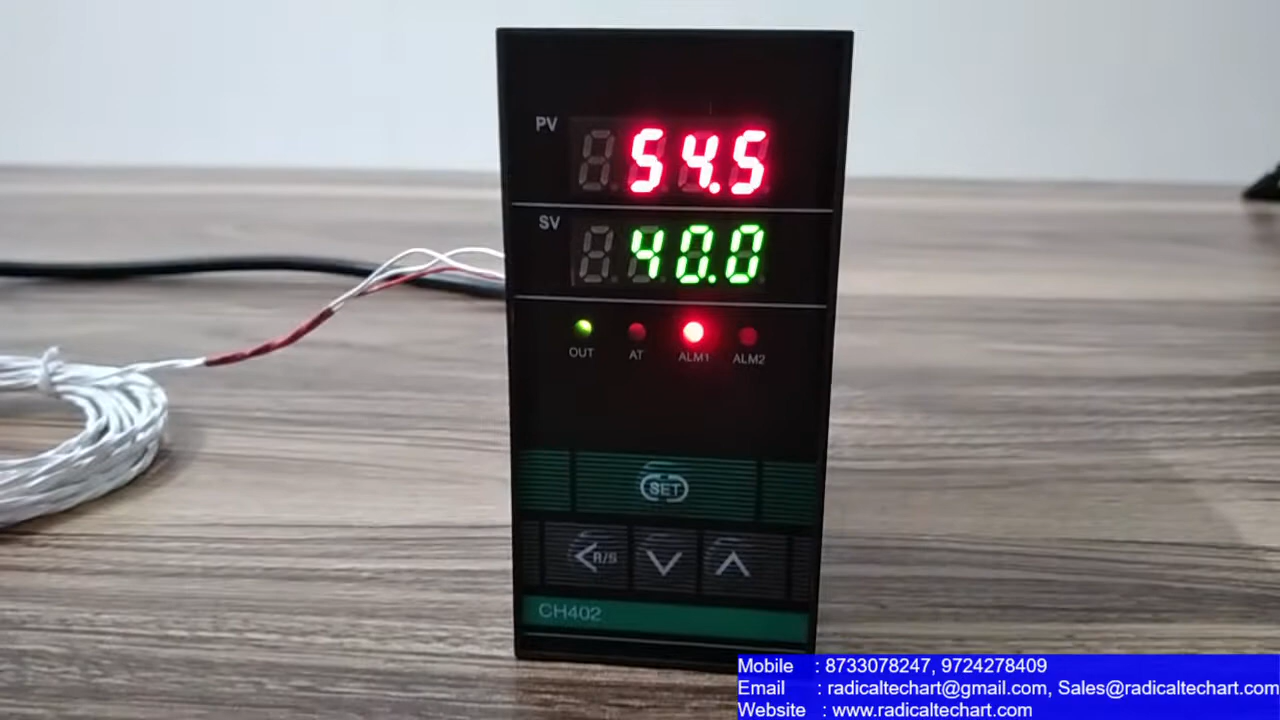 PV 54.5
SV 40.0
OUT AT ALM1 ALM2
SET
R/S
CH402
Mobile : 8733078247, 9724278409
Email : radicaltechart@gmail.com, Sales@radicaltechart.com
Website : www.radicaltechart.com